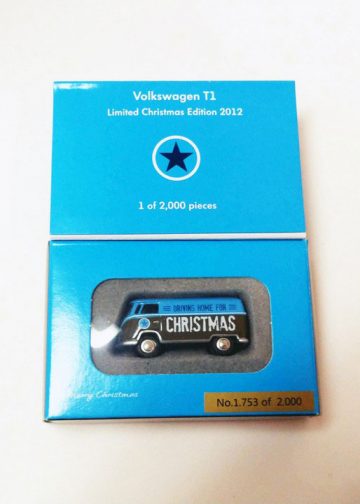 Volkswagen T1
Limited Christmas Edition 2012
1 of 2,000 pieces
DRIVING HOME FOR
CHRISTMAS
Merry Christmas
No.1.753 of 2.000